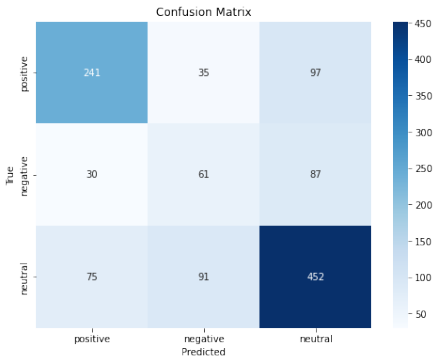 Confusion Matrix
positive 241 35 97
negative 30 61 87
neutral 75 91 452
positive negative neutral
Predicted
True
450
400
350
300
250
200
150
100
50